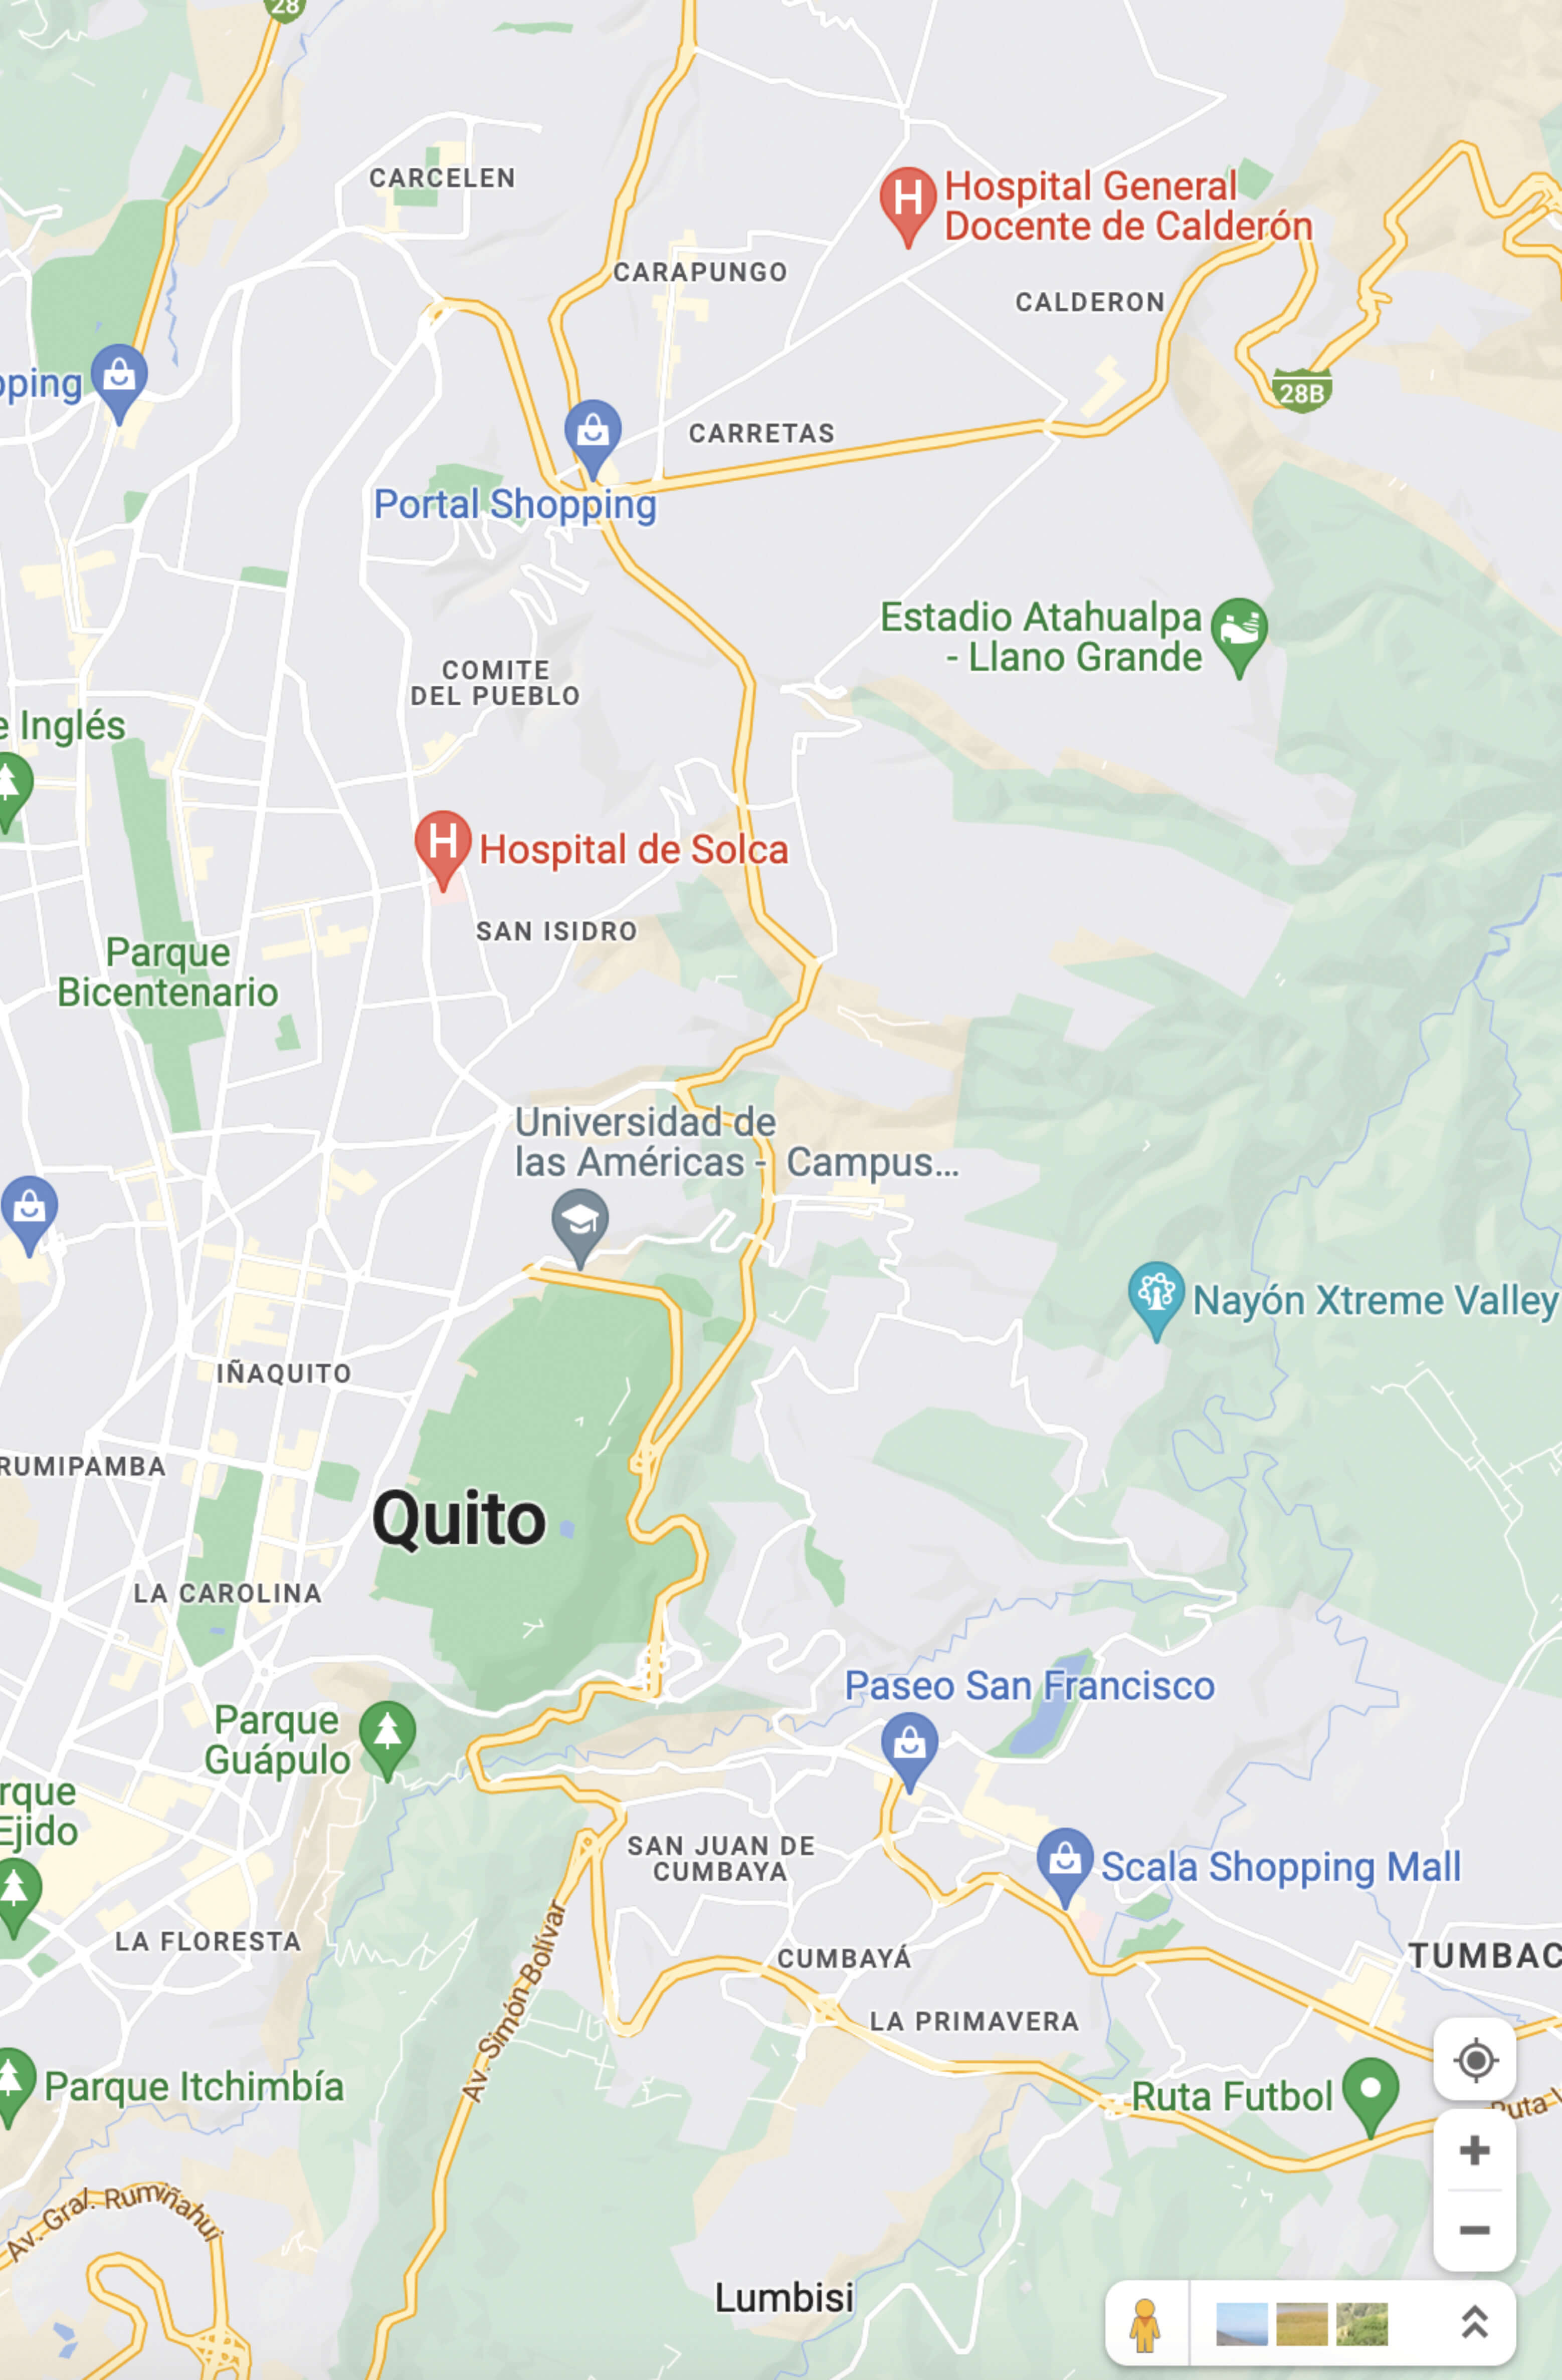 28
CARCELEN
Hospital General
Docente de Calderón
CARAPUNGO
CALDERON
pping
28B
CARRETAS
Portal Shopping
Estadio Atahualpa
- Llano Grande
COMITE
DEL PUEBLO
e Inglés
Hospital de Solca
SAN ISIDRO
Parque
Bicentenario
Universidad de
las Américas - Campus...
Nayón Xtreme Valley
IÑAQUITO
RUMIPAMBA
Quito
LA CAROLINA
Paseo San Francisco
Parque
Guápulo
rque
Ejido
SAN JUAN DE
CUMBAYA
Scala Shopping Mall
LA FLORESTA
Av. Simón Bolívar
CUMBAYÁ
TUMBAC
LA PRIMAVERA
Parque Itchimbía
Ruta Futbol
Ruta
Av. Gral. Rumiñahui
Lumbisi